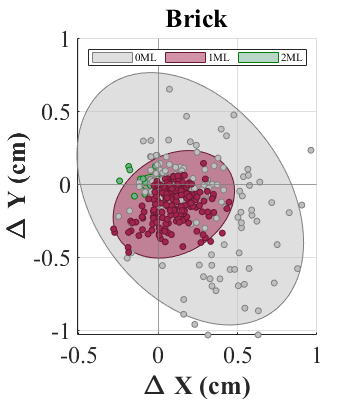 Brick
0ML 1ML 2ML
1
0.5
0
-0.5
-1
Δ Y (cm)
-0.5 0 0.5 1
Δ X (cm)